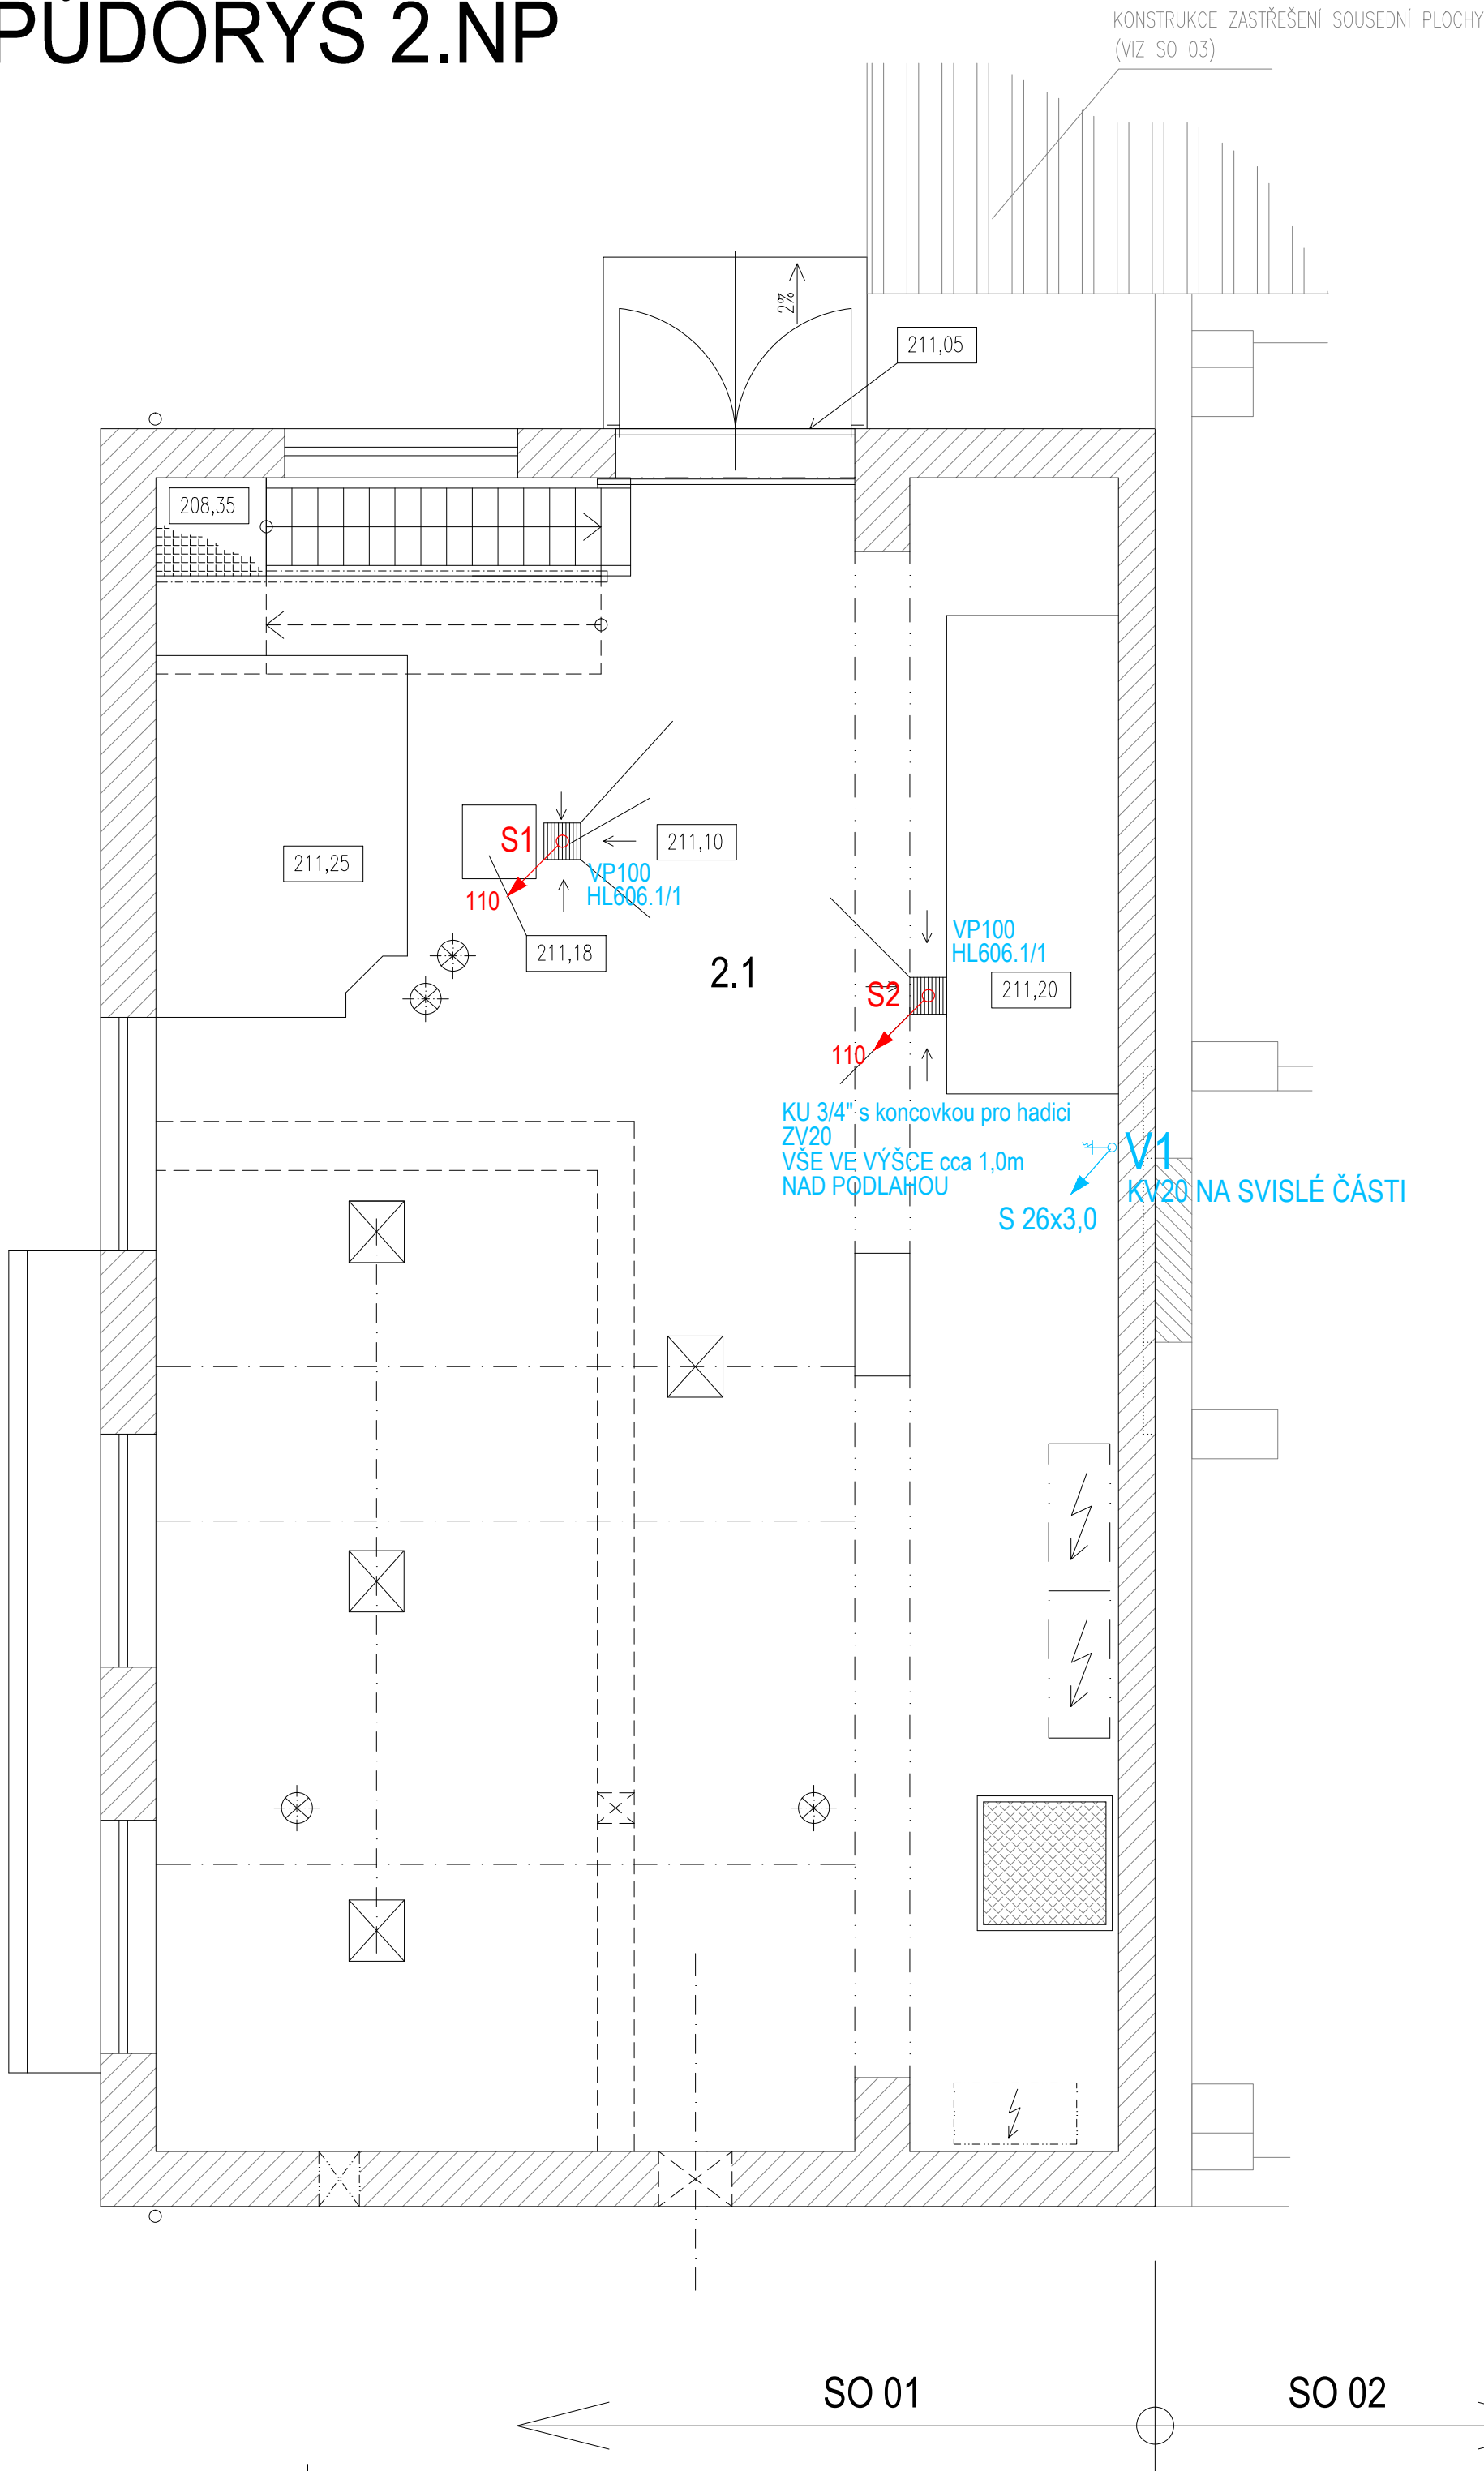 PŮDORYS 2.NP
KONSTRUKCE ZASTŘEŠENÍ SOUSEDNÍ PLOCHY
(VIZ SO 03)
2%
211,05
208,35
S1
211,10
211,25
VP100
HL606.1/1
110
VP100
HL606.1/1
211,18
2.1
S2
211,20
110
KU 3/4" s koncovkou pro hadici
ZV20
VŠE VE VÝŠCE cca 1,0m
NAD PODLAHOU
V1
KV20 NA SVISLÉ ČÁSTI
S 26x3,0
SO 01
SO 02